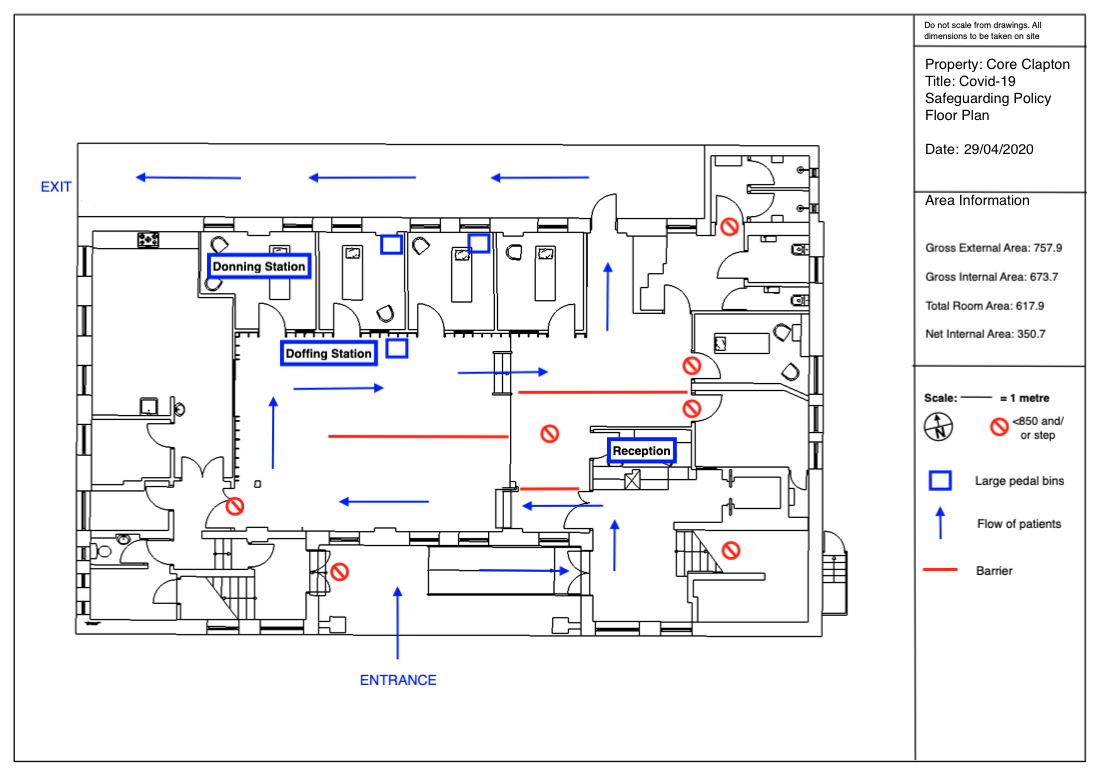 Do not scale from drawings. All
dimensions to be taken on site
Property: Core Clapton
Title: Covid-19
Safeguarding Policy
Floor Plan
Date: 29/04/2020
EXIT
Area Information
Gross External Area: 757.9
Gross Internal Area: 673.7
Total Room Area: 617.9
Net Internal Area: 350.7
Donning Station
Doffing Station
Reception
Scale: = 1 metre
N
<850 and/
or step
Large pedal bins
Flow of patients
Barrier
ENTRANCE